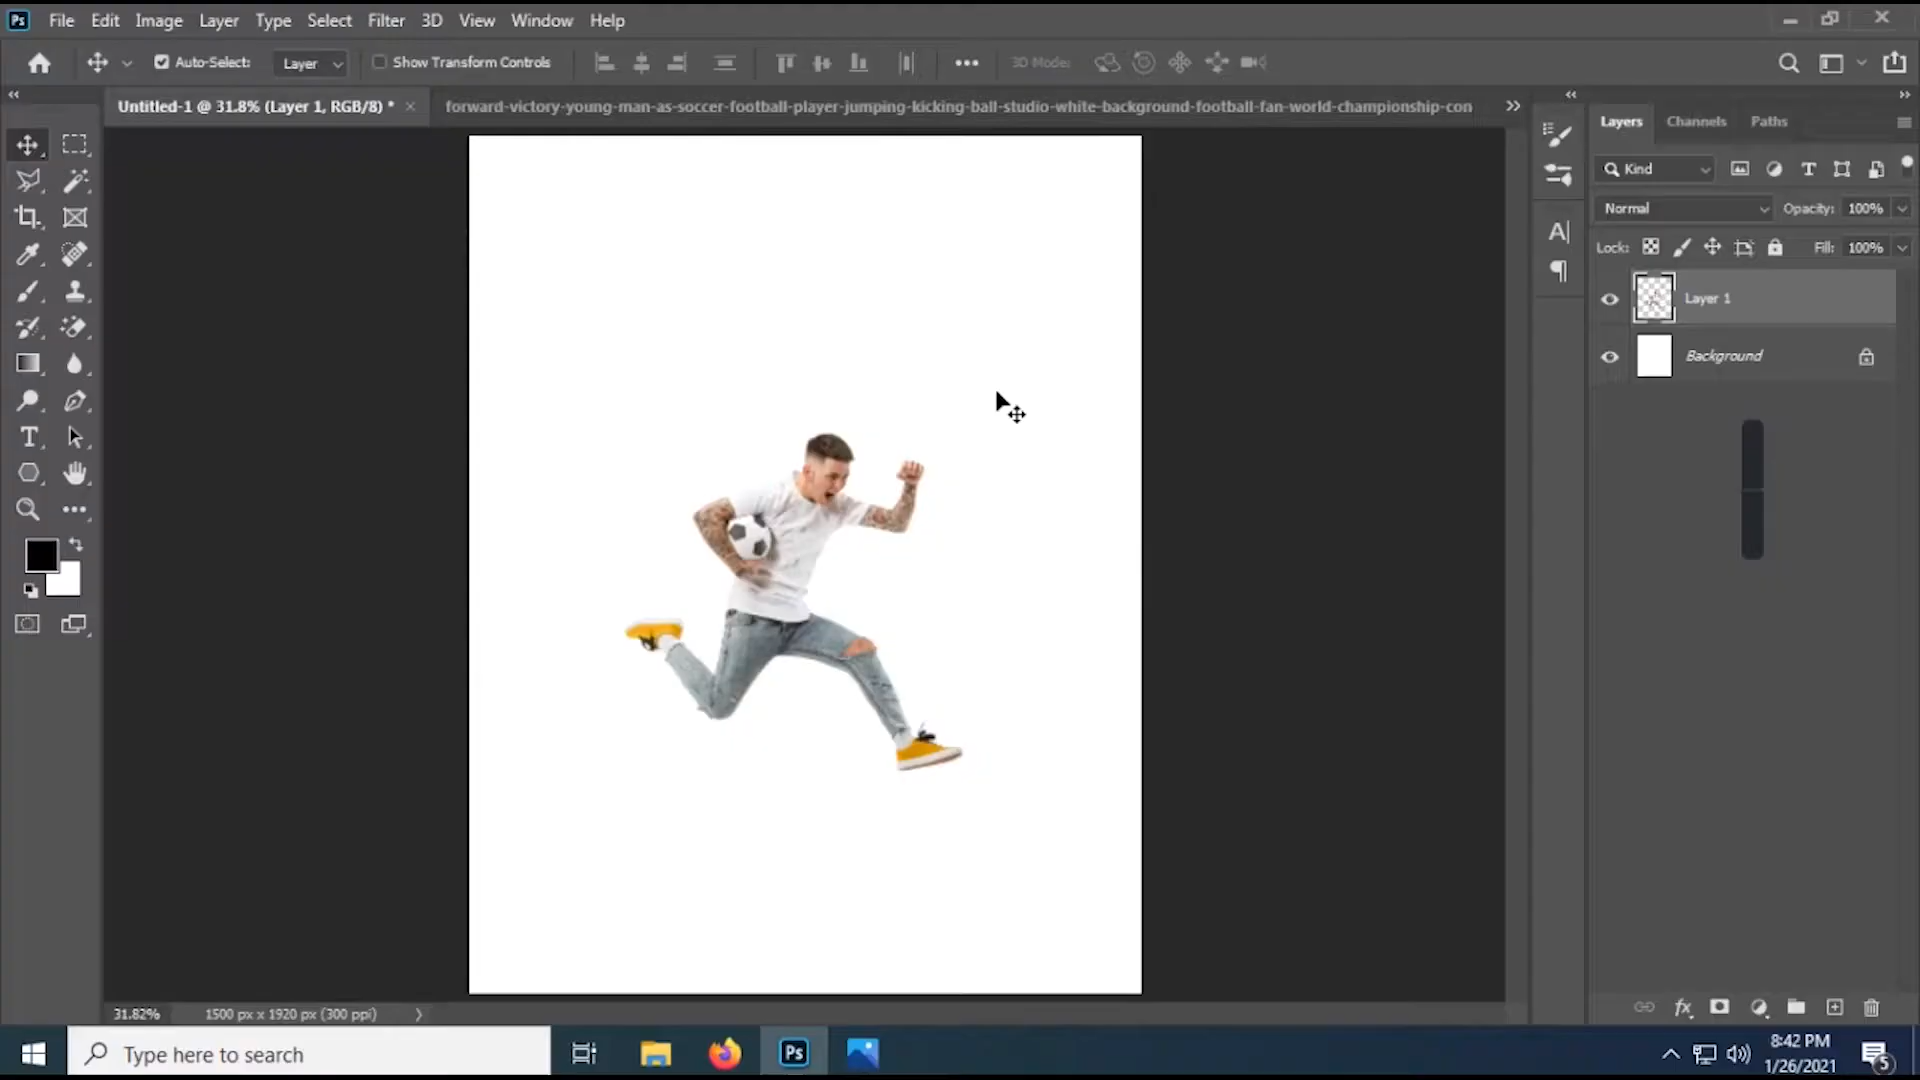 Ps File Edit Image Layer Type Select Filter 3D View Window Help
Auto-Select: Layer Show Transform Controls 3D Mode:
Untitled-1 @ 31.8% (Layer 1, RGB/8) * × forward-victory-young-man-as-soccer-football-player-jumping-kicking-ball-studio-white-background-football-fan-world-championship-con
Layers Channels Paths
Kind
Normal Opacity: 100%
Lock: Fill: 100%
Layer 1
Background
31.82% 1500 px x 1920 px (300 ppi)
fx
Type here to search
Ps
8:42 PM
1/26/2021
5